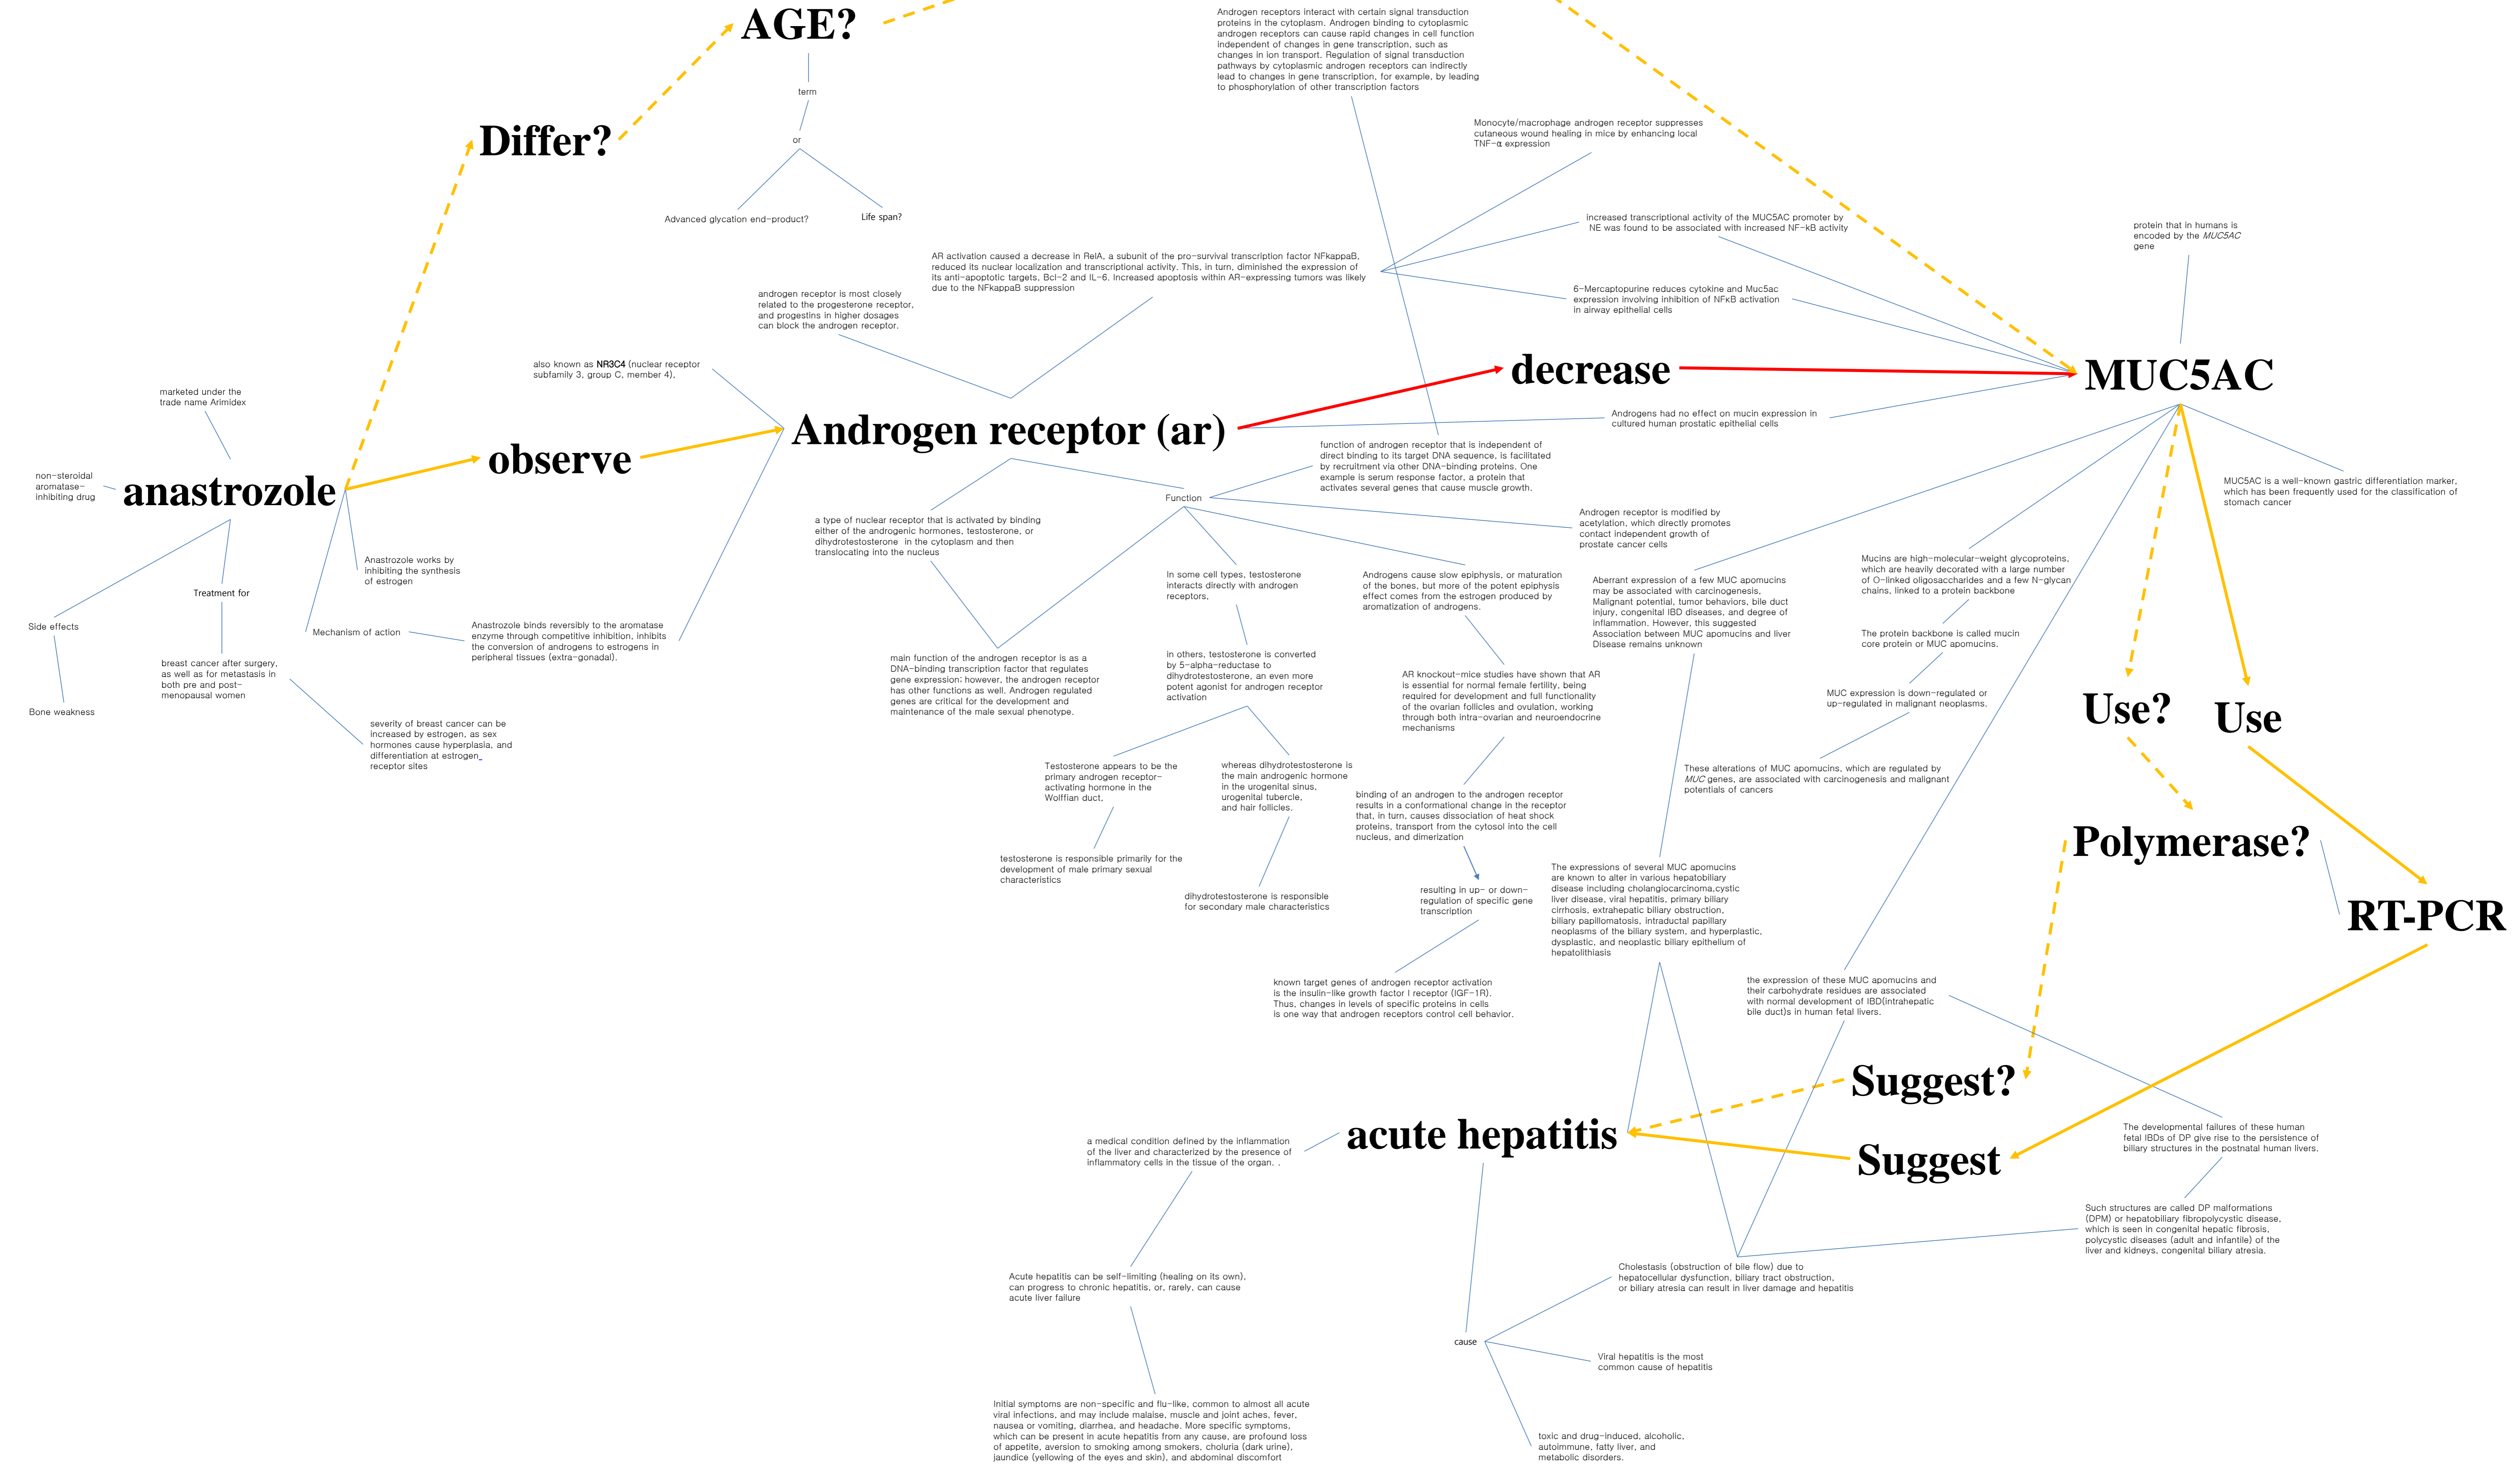 AGE?
term
or
Advanced glycation end-product?
Life span?
Differ?
Androgen receptors interact with certain signal transduction
proteins in the cytoplasm. Androgen binding to cytoplasmic
androgen receptors can cause rapid changes in cell function
independent of changes in gene transcription, such as
changes in ion transport. Regulation of signal transduction
pathways by cytoplasmic androgen receptors can indirectly
lead to changes in gene transcription, for example, by leading
to phosphorylation of other transcription factors
Monocyte/macrophage androgen receptor suppresses
cutaneous wound healing in mice by enhancing local
TNF-α expression
increased transcriptional activity of the MUC5AC promoter by
NE was found to be associated with increased NF-kB activity
protein that in humans is
encoded by the MUC5AC
gene
AR activation caused a decrease in RelA, a subunit of the pro-survival transcription factor NFkappaB,
reduced its nuclear localization and transcriptional activity. This, in turn, diminished the expression of
its anti-apoptotic targets, Bcl-2 and IL-6. Increased apoptosis within AR-expressing tumors was likely
due to the NFkappaB suppression
androgen receptor is most closely
related to the progesterone receptor,
and progestins in higher dosages
can block the androgen receptor.
6-Mercaptopurine reduces cytokine and Muc5ac
expression involving inhibition of NFκB activation
in airway epithelial cells
also known as NR3C4 (nuclear receptor
subfamily 3, group C, member 4),
decrease
MUC5AC
marketed under the
trade name Arimidex
Androgen receptor (ar)
Androgens had no effect on mucin expression in
cultured human prostatic epithelial cells
observe
non-steroidal
aromatase-
inhibiting drug
anastrozole
function of androgen receptor that is independent of
direct binding to its target DNA sequence, is facilitated
by recruitment via other DNA-binding proteins. One
example is serum response factor, a protein that
activates several genes that cause muscle growth.
MUC5AC is a well-known gastric differentiation marker,
which has been frequently used for the classification of
stomach cancer
Function
a type of nuclear receptor that is activated by binding
either of the androgenic hormones, testosterone, or
dihydrotestosterone in the cytoplasm and then
translocating into the nucleus
Androgen receptor is modified by
acetylation, which directly promotes
contact independent growth of
prostate cancer cells
Anastrozole works by
inhibiting the synthesis
of estrogen
Treatment for
Side effects
Mechanism of action
Anastrozole binds reversibly to the aromatase
enzyme through competitive inhibition, inhibits
the conversion of androgens to estrogens in
peripheral tissues (extra-gonadal).
In some cell types, testosterone
interacts directly with androgen
receptors,
Androgens cause slow epiphysis, or maturation
of the bones, but more of the potent epiphysis
effect comes from the estrogen produced by
aromatization of androgens.
Aberrant expression of a few MUC apomucins
may be associated with carcinogenesis,
Malignant potential, tumor behaviors, bile duct
injury, congenital IBD diseases, and degree of
inflammation. However, this suggested
Association between MUC apomucins and liver
Disease remains unknown
Mucins are high-molecular-weight glycoproteins,
which are heavily decorated with a large number
of O-linked oligosaccharides and a few N-glycan
chains, linked to a protein backbone
The protein backbone is called mucin
core protein or MUC apomucins.
breast cancer after surgery,
as well as for metastasis in
both pre and post-
menopausal women
Bone weakness
main function of the androgen receptor is as a
DNA-binding transcription factor that regulates
gene expression; however, the androgen receptor
has other functions as well. Androgen regulated
genes are critical for the development and
maintenance of the male sexual phenotype.
in others, testosterone is converted
by 5-alpha-reductase to
dihydrotestosterone, an even more
potent agonist for androgen receptor
activation
AR knockout-mice studies have shown that AR
is essential for normal female fertility, being
required for development and full functionality
of the ovarian follicles and ovulation, working
through both intra-ovarian and neuroendocrine
mechanisms
MUC expression is down-regulated or
up-regulated in malignant neoplasms.
Use?
Use
severity of breast cancer can be
increased by estrogen, as sex
hormones cause hyperplasia, and
differentiation at estrogen
receptor sites
Testosterone appears to be the
primary androgen receptor-
activating hormone in the
Wolffian duct,
whereas dihydrotestosterone is
the main androgenic hormone
in the urogenital sinus,
urogenital tubercle,
and hair follicles.
These alterations of MUC apomucins, which are regulated by
MUC genes, are associated with carcinogenesis and malignant
potentials of cancers
binding of an androgen to the androgen receptor
results in a conformational change in the receptor
that, in turn, causes dissociation of heat shock
proteins, transport from the cytosol into the cell
nucleus, and dimerization
Polymerase?
testosterone is responsible primarily for the
development of male primary sexual
characteristics
dihydrotestosterone is responsible
for secondary male characteristics
resulting in up- or down-
regulation of specific gene
transcription
The expressions of several MUC apomucins
are known to alter in various hepatobiliary
disease including cholangiocarcinoma,cystic
liver disease, viral hepatitis, primary biliary
cirrhosis, extrahepatic biliary obstruction,
biliary papillomatosis, intraductal papillary
neoplasms of the biliary system, and hyperplastic,
dysplastic, and neoplastic biliary epithelium of
hepatolithiasis
RT-PCR
known target genes of androgen receptor activation
is the insulin-like growth factor I receptor (IGF-1R).
Thus, changes in levels of specific proteins in cells
is one way that androgen receptors control cell behavior.
the expression of these MUC apomucins and
their carbohydrate residues are associated
with normal development of IBD(intrahepatic
bile duct)s in human fetal livers.
Suggest?
acute hepatitis
Suggest
a medical condition defined by the inflammation
of the liver and characterized by the presence of
inflammatory cells in the tissue of the organ. .
The developmental failures of these human
fetal IBDs of DP give rise to the persistence of
biliary structures in the postnatal human livers.
Such structures are called DP malformations
(DPM) or hepatobiliary fibropolycystic disease,
which is seen in congenital hepatic fibrosis,
polycystic diseases (adult and infantile) of the
liver and kidneys, congenital biliary atresia.
Acute hepatitis can be self-limiting (healing on its own),
can progress to chronic hepatitis, or, rarely, can cause
acute liver failure
Cholestasis (obstruction of bile flow) due to
hepatocellular dysfunction, biliary tract obstruction,
or biliary atresia can result in liver damage and hepatitis
cause
Viral hepatitis is the most
common cause of hepatitis
Initial symptoms are non-specific and flu-like, common to almost all acute
viral infections, and may include malaise, muscle and joint aches, fever,
nausea or vomiting, diarrhea, and headache. More specific symptoms,
which can be present in acute hepatitis from any cause, are profound loss
of appetite, aversion to smoking among smokers, choluria (dark urine),
jaundice (yellowing of the eyes and skin), and abdominal discomfort
toxic and drug-induced, alcoholic,
autoimmune, fatty liver, and
metabolic disorders.